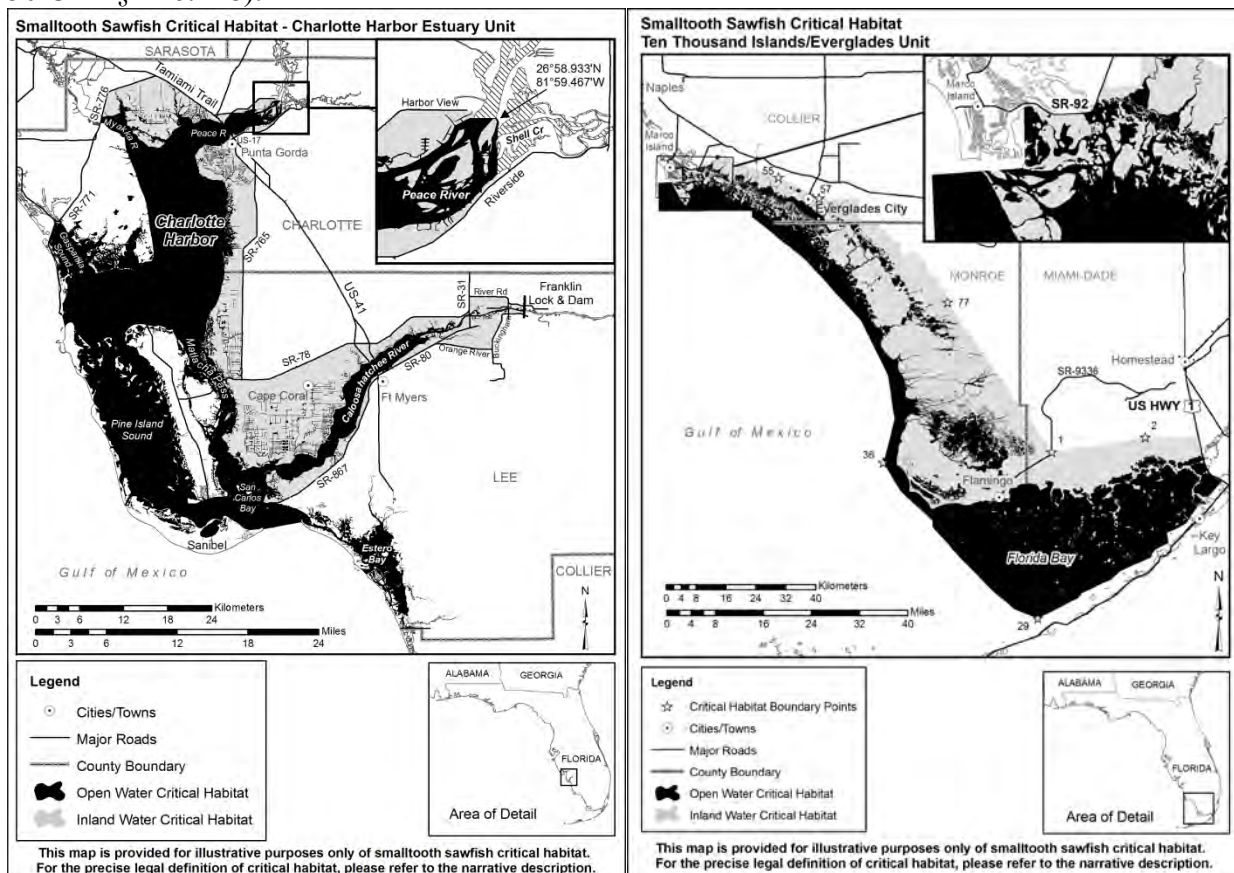 Smalltooth Sawfish Critical Habitat - Charlotte Harbor Estuary Unit
SARASOTA
Tamiami Trail
SR-776
Myakka R
Peace R
US-17
Punta Gorda
26°58.933'N
81°59.467'W
Harbor View
Shell Cr
Peace River
Riverside
SR-771
Gasparilla Sound
Charlotte
Harbor
CHARLOTTE
SR-765
US-41
SR-31
River Rd
Franklin
Lock & Dam
Buckingham
Orange River
SR-80
SR-78
Matlacha Pass
Cape Coral
Caloosahatchee River
Ft Myers
Pine Island
Sound
SR-867
San
Carlos
Bay
LEE
Sanibel
Estero
Bay
Gulf of Mexico
COLLIER
Kilometers
0 3 6 12 18 24
Miles
0 3 6 12 18 24
N
Legend
Cities/Towns
Major Roads
County Boundary
Open Water Critical Habitat
Inland Water Critical Habitat
ALABAMA
GEORGIA
FLORIDA
Area of Detail
This map is provided for illustrative purposes only of smalltooth sawfish critical habitat.
For the precise legal definition of critical habitat, please refer to the narrative description.
Smalltooth Sawfish Critical Habitat
Ten Thousand Islands/Everglades Unit
Naples
COLLIER
Marco
Island
55
57
Everglades City
Marco
Island
SR-92
MONROE
MIAMI-DADE
77
Homestead
SR-9336
US HWY 1
2
1
36
Gulf of Mexico
Flamingo
Key
Largo
Florida Bay
29
Kilometers
0 4 8 16 24 32 40
Miles
0 4 8 16 24 32 40
N
Legend
Critical Habitat Boundary Points
Cities/Towns
Major Roads
County Boundary
Open Water Critical Habitat
Inland Water Critical Habitat
ALABAMA
GEORGIA
FLORIDA
Area of Detail
This map is provided for illustrative purposes only of smalltooth sawfish critical habitat.
For the precise legal definition of critical habitat, please refer to the narrative description.